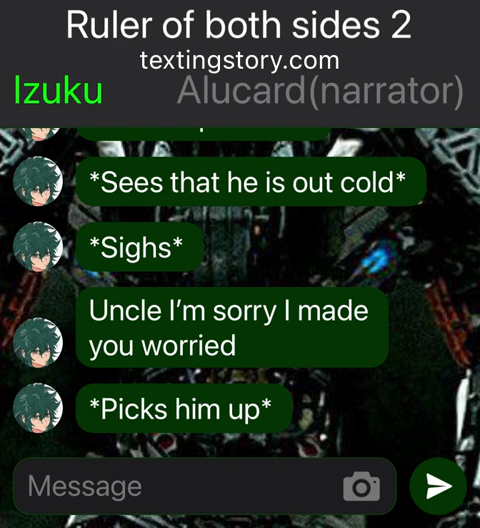 Ruler of both sides 2
textingstory.com
Izuku
Alucard(narrator)
*Sees that he is out cold*
*Sighs*
Uncle I’m sorry I made
you worried
*Picks him up*
Message